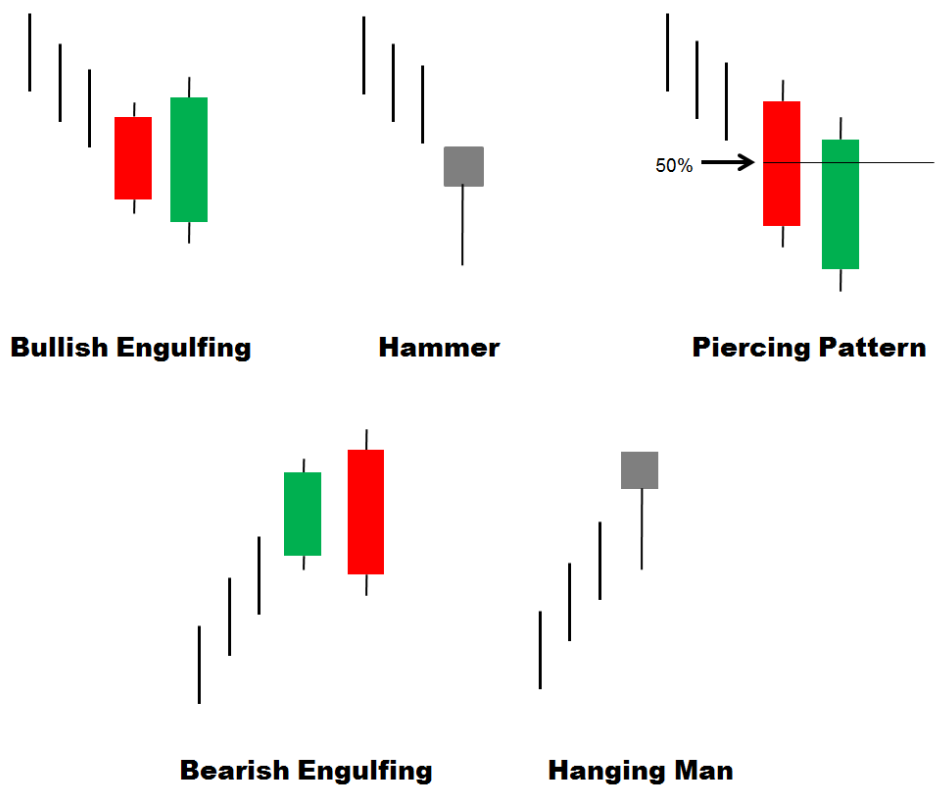 50%
Bullish Engulfing
Hammer
Piercing Pattern
Bearish Engulfing
Hanging Man